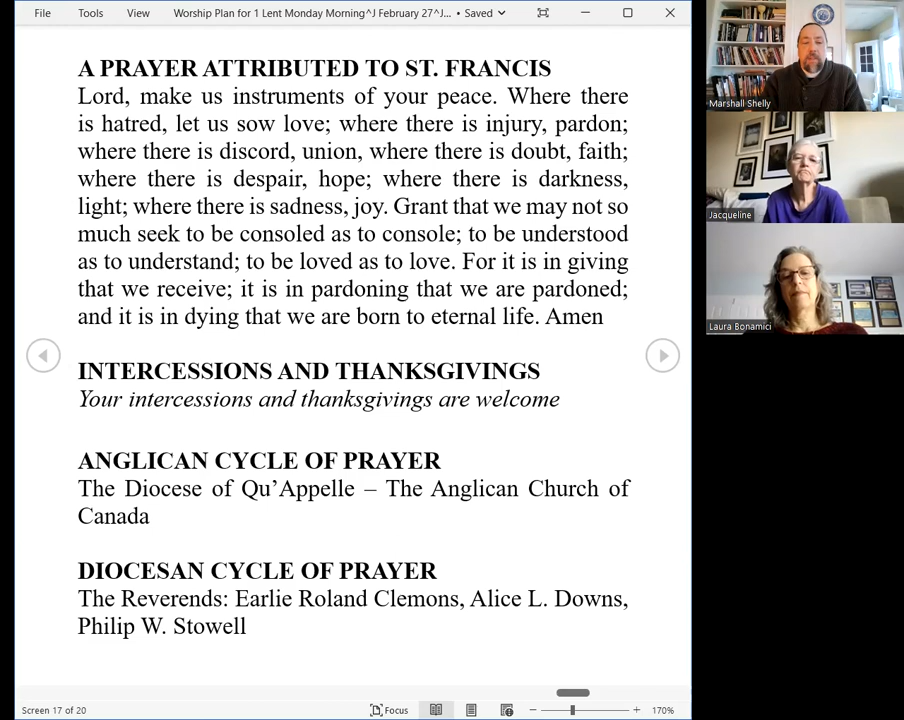 File Tools View Worship Plan for 1 Lent Monday Morning^J February 27^J... • Saved
A PRAYER ATTRIBUTED TO ST. FRANCIS
Lord, make us instruments of your peace. Where there
is hatred, let us sow love; where there is injury, pardon;
where there is discord, union, where there is doubt, faith;
where there is despair, hope; where there is darkness,
light; where there is sadness, joy. Grant that we may not so
much seek to be consoled as to console; to be understood
as to understand; to be loved as to love. For it is in giving
that we receive; it is in pardoning that we are pardoned;
and it is in dying that we are born to eternal life. Amen
INTERCESSIONS AND THANKSGIVINGS
Your intercessions and thanksgivings are welcome
ANGLICAN CYCLE OF PRAYER
The Diocese of Qu’Appelle – The Anglican Church of
Canada
DIOCESAN CYCLE OF PRAYER
The Reverends: Earlie Roland Clemons, Alice L. Downs,
Philip W. Stowell
Screen 17 of 20 Focus 170%
Marshall Shelly
Jacqueline
Laura Bonamici